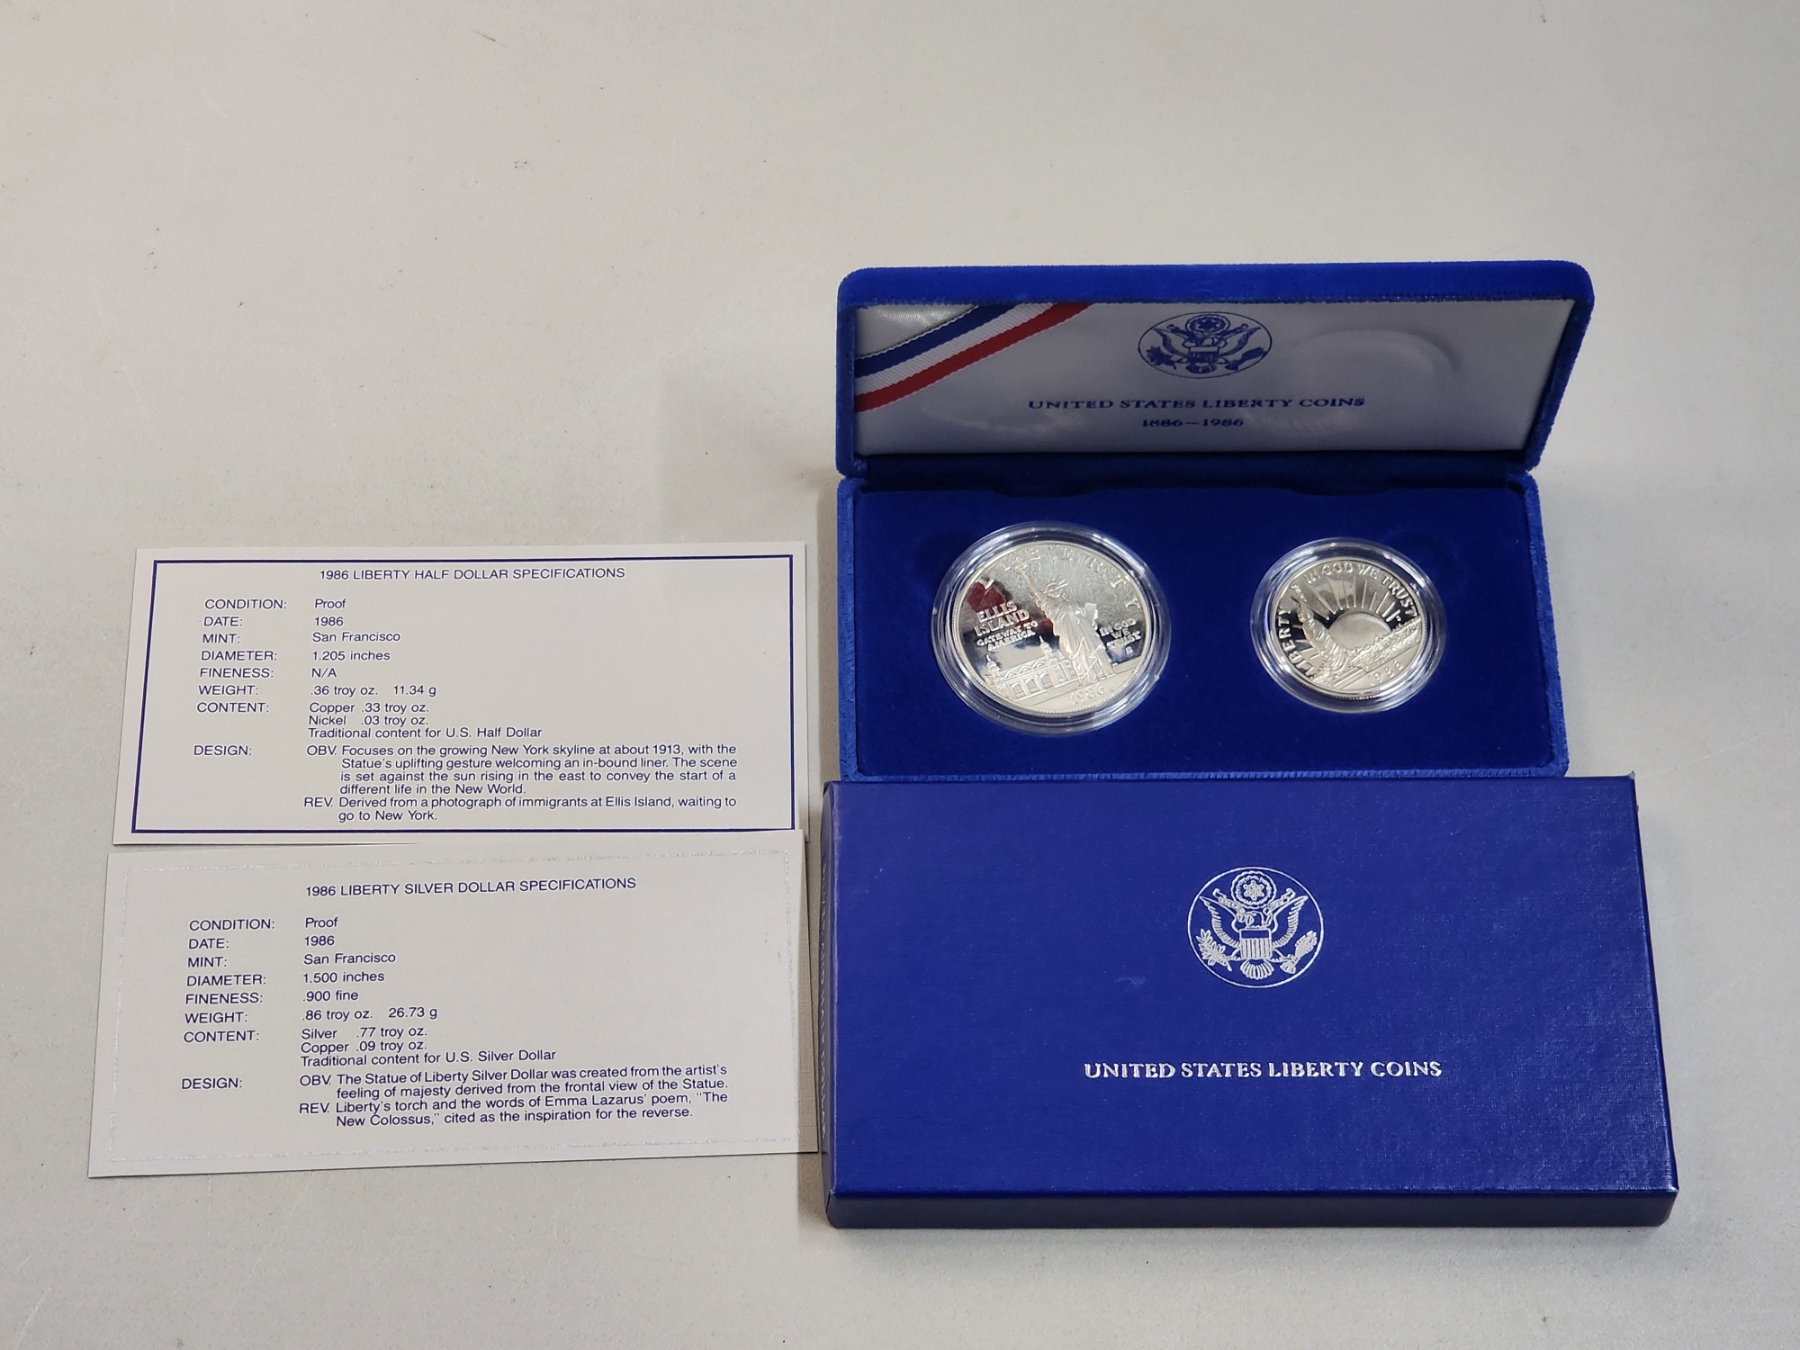 1986 LIBERTY HALF DOLLAR SPECIFICATIONS
CONDITION: Proof
DATE: 1986
MINT: San Francisco
DIAMETER: 1.205 inches
FINENESS: N/A
WEIGHT: .36 troy oz. 11.34 g
CONTENT: Copper .33 troy oz.
Nickel .03 troy oz.
Traditional content for U.S. Half Dollar
DESIGN: OBV. Focuses on the growing New York skyline at about 1913, with the
Statue's uplifting gesture welcoming an in-bound liner. The scene
is set against the sun rising in the east to convey the start of a
different life in the New World.
REV. Derived from a photograph of immigrants at Ellis Island, waiting to
go to New York.
1986 LIBERTY SILVER DOLLAR SPECIFICATIONS
CONDITION: Proof
DATE: 1986
MINT: San Francisco
DIAMETER: 1.500 inches
FINENESS: .900 fine
WEIGHT: .86 troy oz. 26.73 g
CONTENT: Silver .77 troy oz.
Copper .09 troy oz.
Traditional content for U.S. Silver Dollar
DESIGN: OBV. The Statue of Liberty Silver Dollar was created from the artist's
feeling of majesty derived from the frontal view of the Statue.
REV. Liberty's torch and the words of Emma Lazarus' poem, "The
New Colossus," cited as the inspiration for the reverse.
UNITED STATES LIBERTY COINS
1886-1986
LIBERTY
ELLIS
ISLAND
GATEWAY TO
AMERICA
IN GOD
WE
TRUST
S
1986
IN GOD WE TRUST
LIBERTY
1986
UNITED STATES LIBERTY COINS